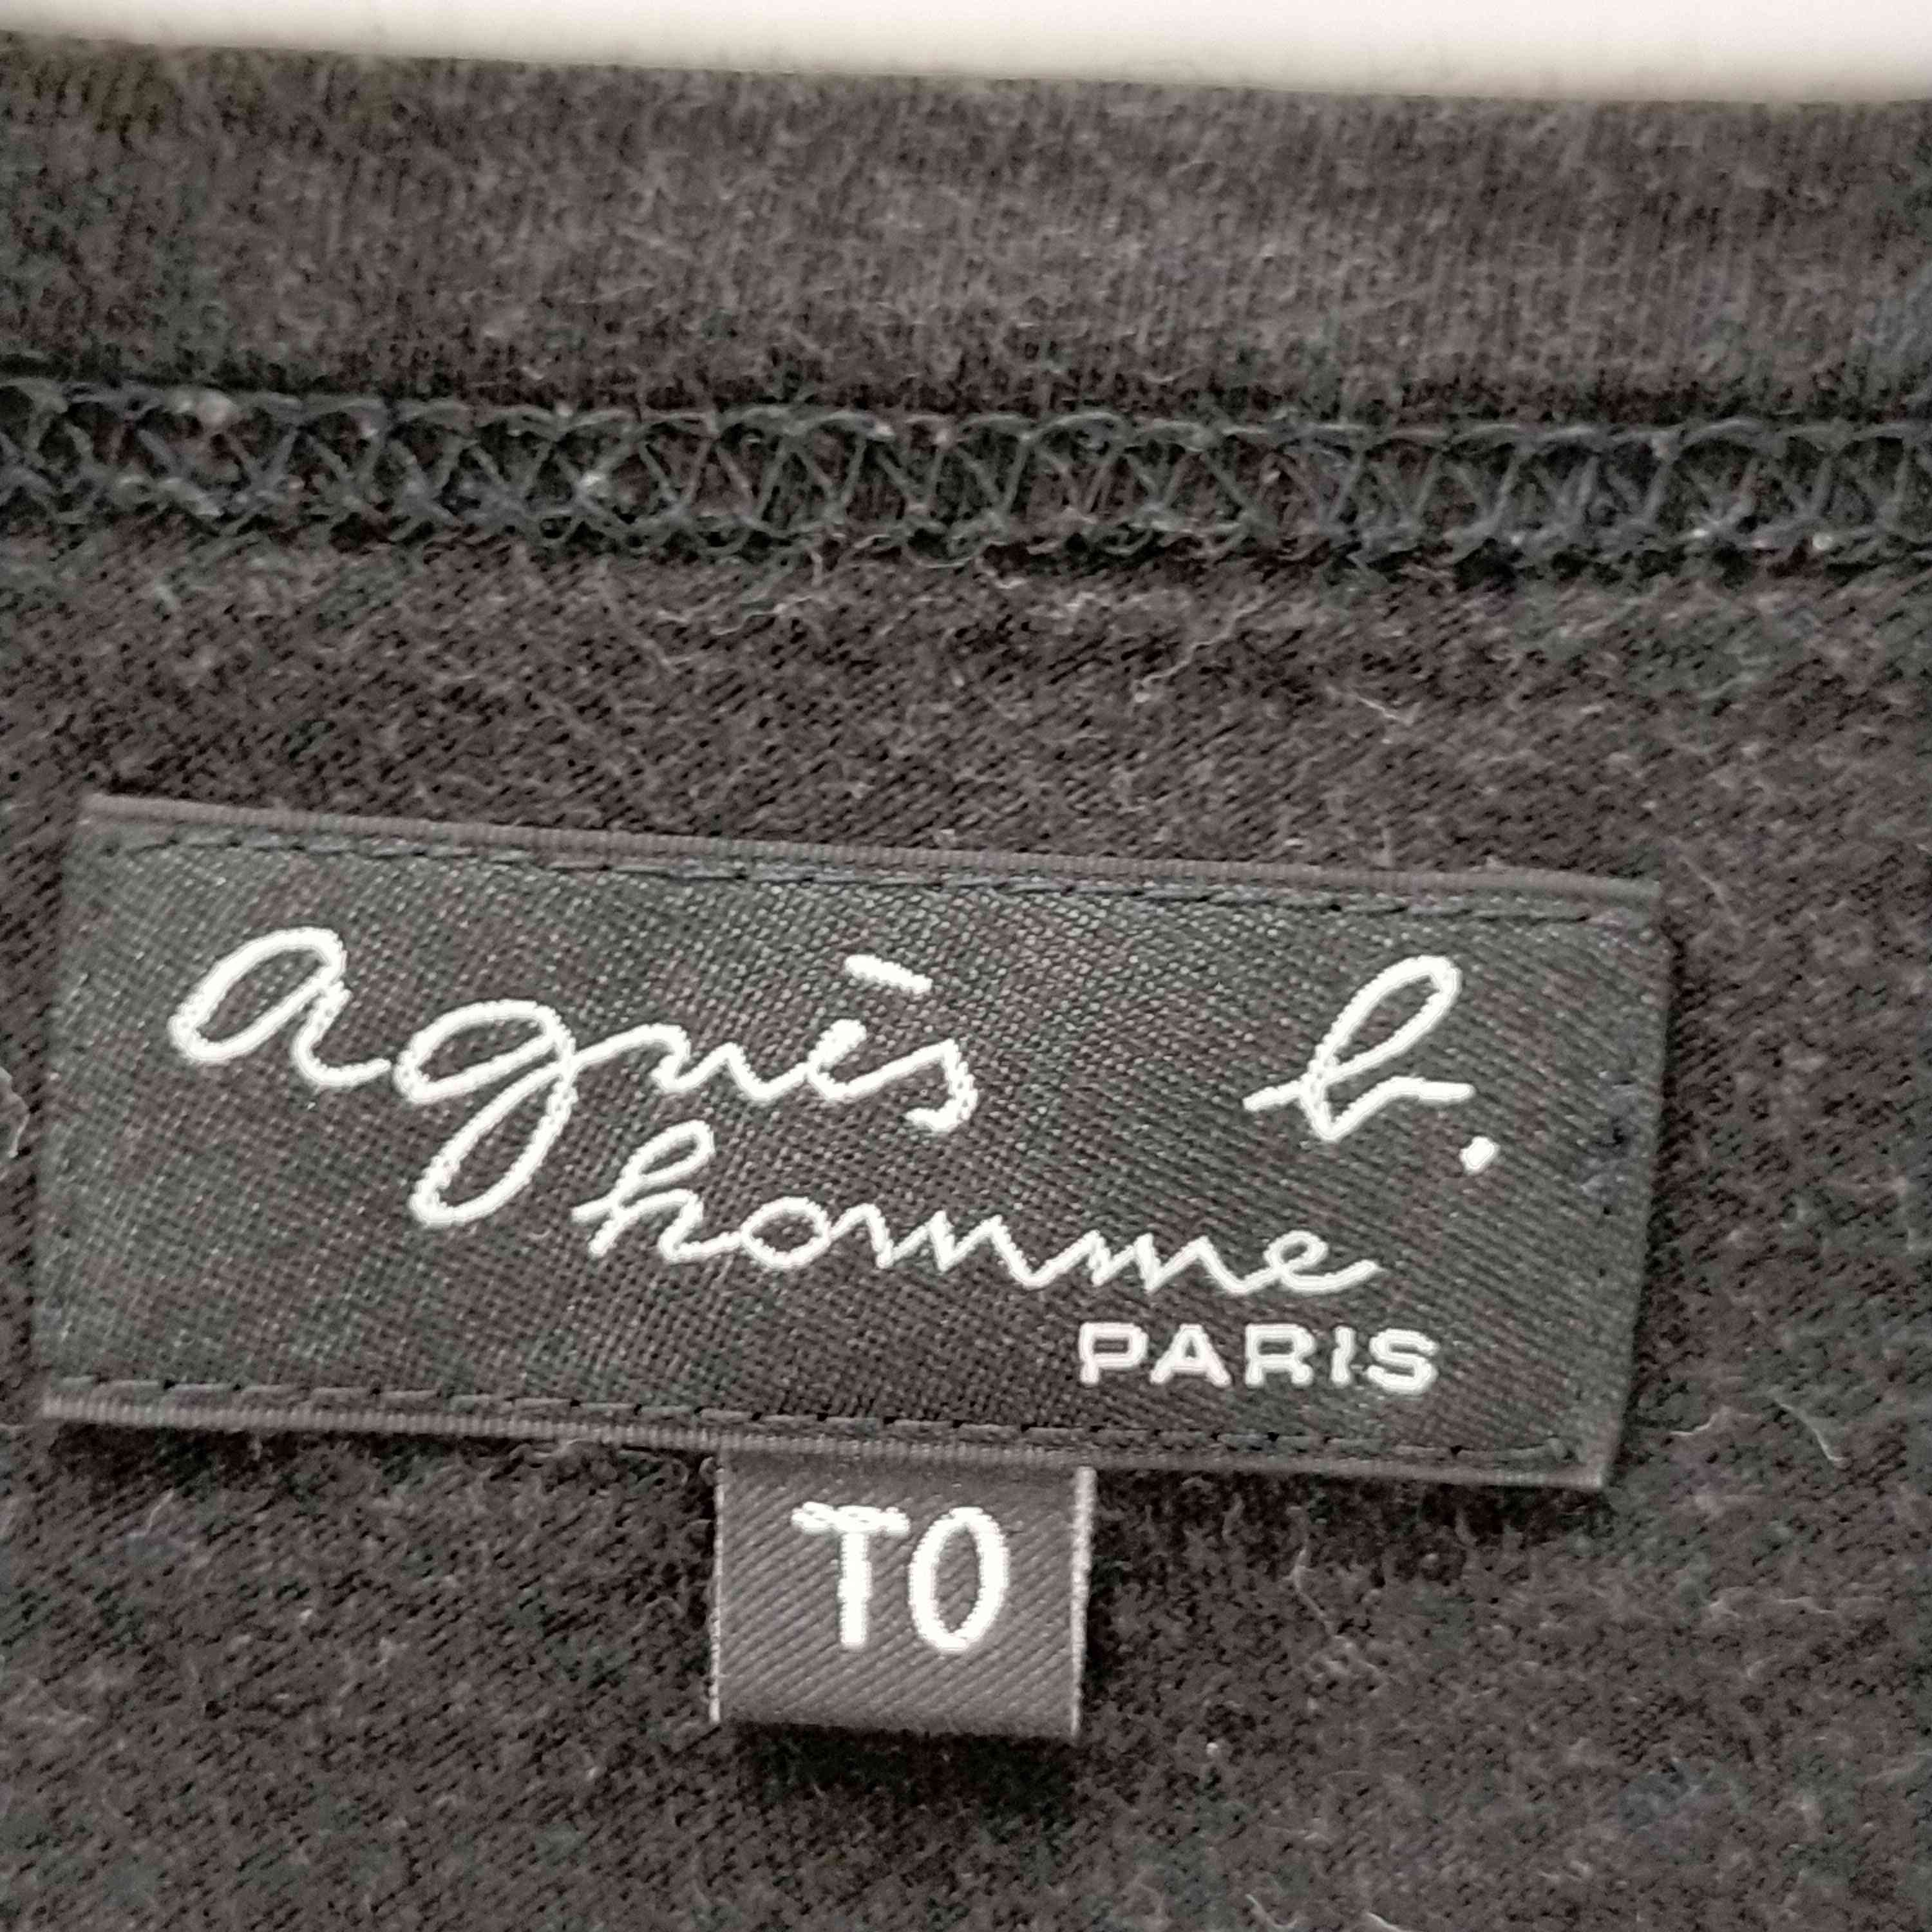 agnès b.
homme
PARIS
T0